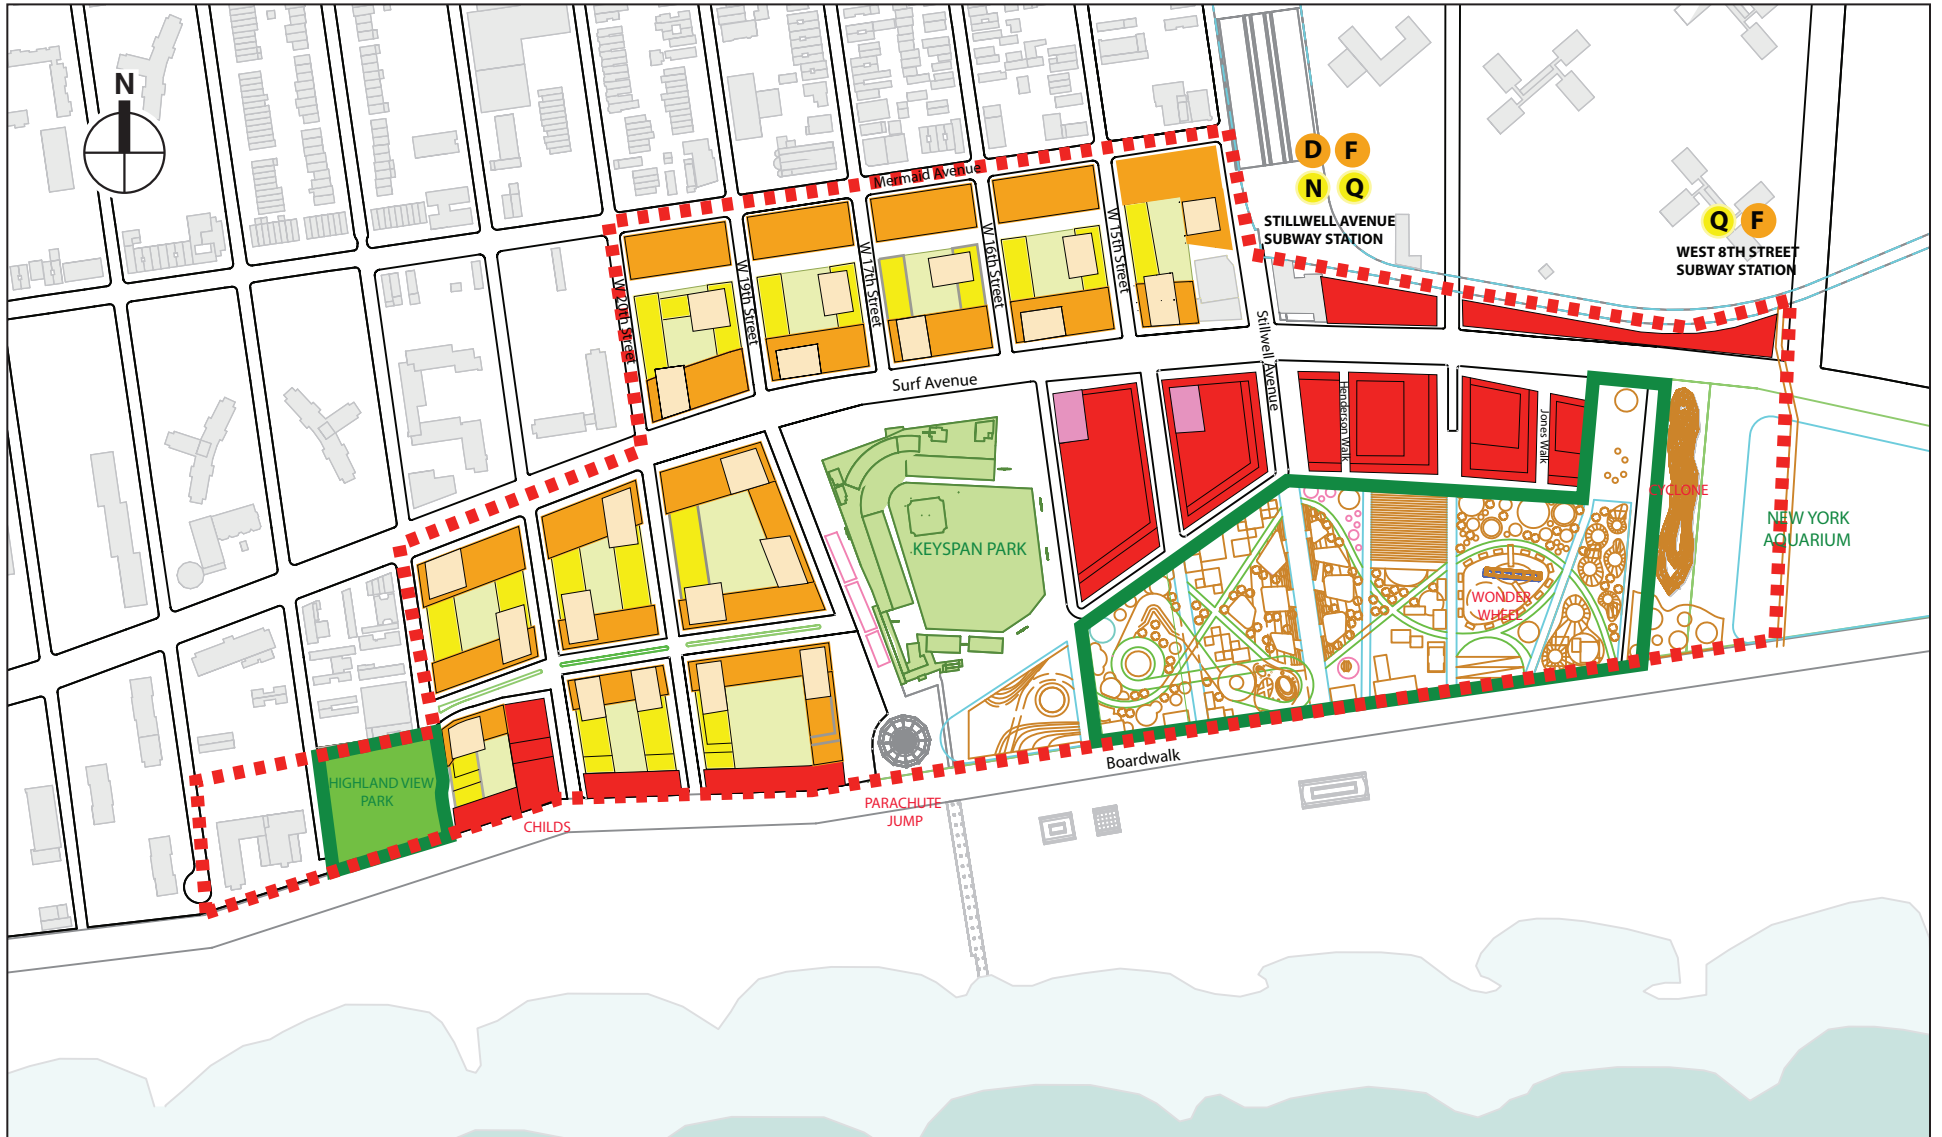 N
D F
N Q
STILLWELL AVENUE
SUBWAY STATION
Q F
WEST 8TH STREET
SUBWAY STATION
Mermaid Avenue
W 20th Street
W 19th Street
W 17th Street
W 16th Street
W 15th Street
Stillwell Avenue
Surf Avenue
Henderson Walk
Jones Walk
CYCLONE
NEW YORK
AQUARIUM
KEYSPAN PARK
WONDER
WHEEL
Boardwalk
HIGHLAND VIEW
PARK
CHILDS
PARACHUTE
JUMP